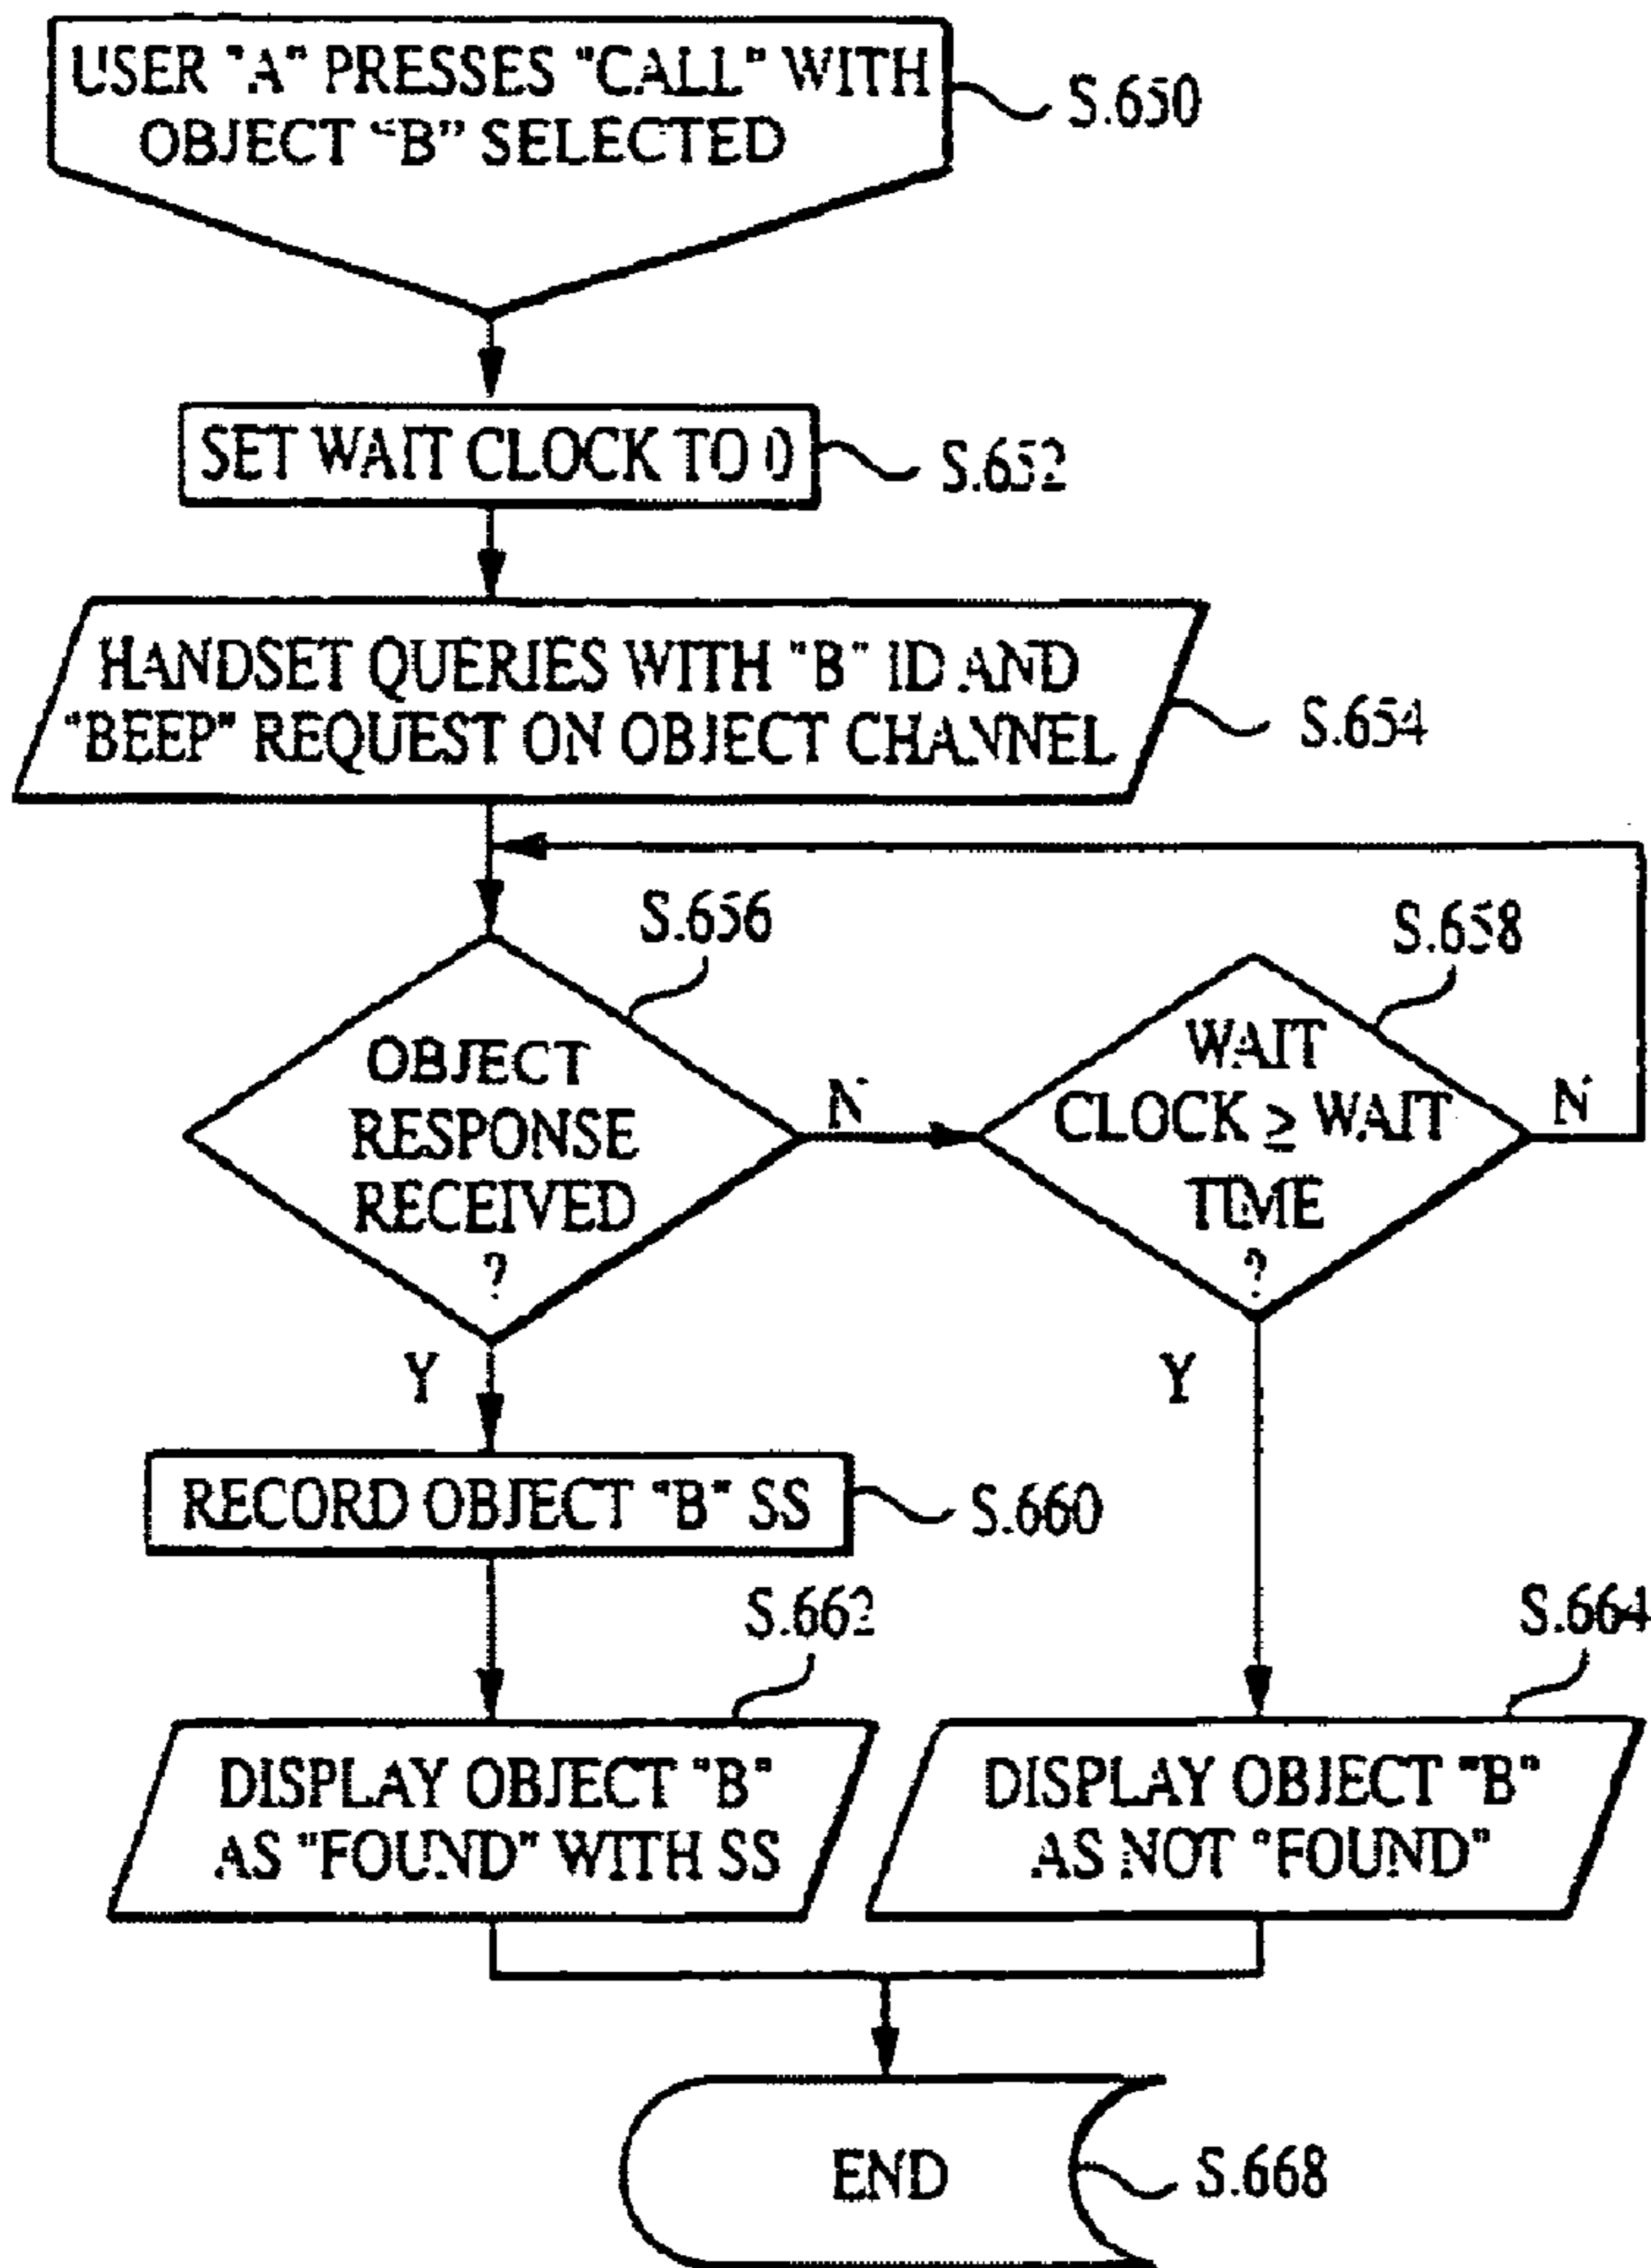 USER "A" PRESSES "CALL" WITH
OBJECT "B" SELECTED
S.650
SET WAIT CLOCK TO 0
S.652
HANDSET QUERIES WITH "B" ID AND
"BEEP" REQUEST ON OBJECT CHANNEL
S.654
S.656
S.658
OBJECT
RESPONSE
RECEIVED
?
N
WAIT
CLOCK ≥ WAIT
TIME
?
N
Y
Y
RECORD OBJECT "B" SS
S.660
S.662
S.664
DISPLAY OBJECT "B"
AS "FOUND" WITH SS
DISPLAY OBJECT "B"
AS NOT "FOUND"
END
S.668